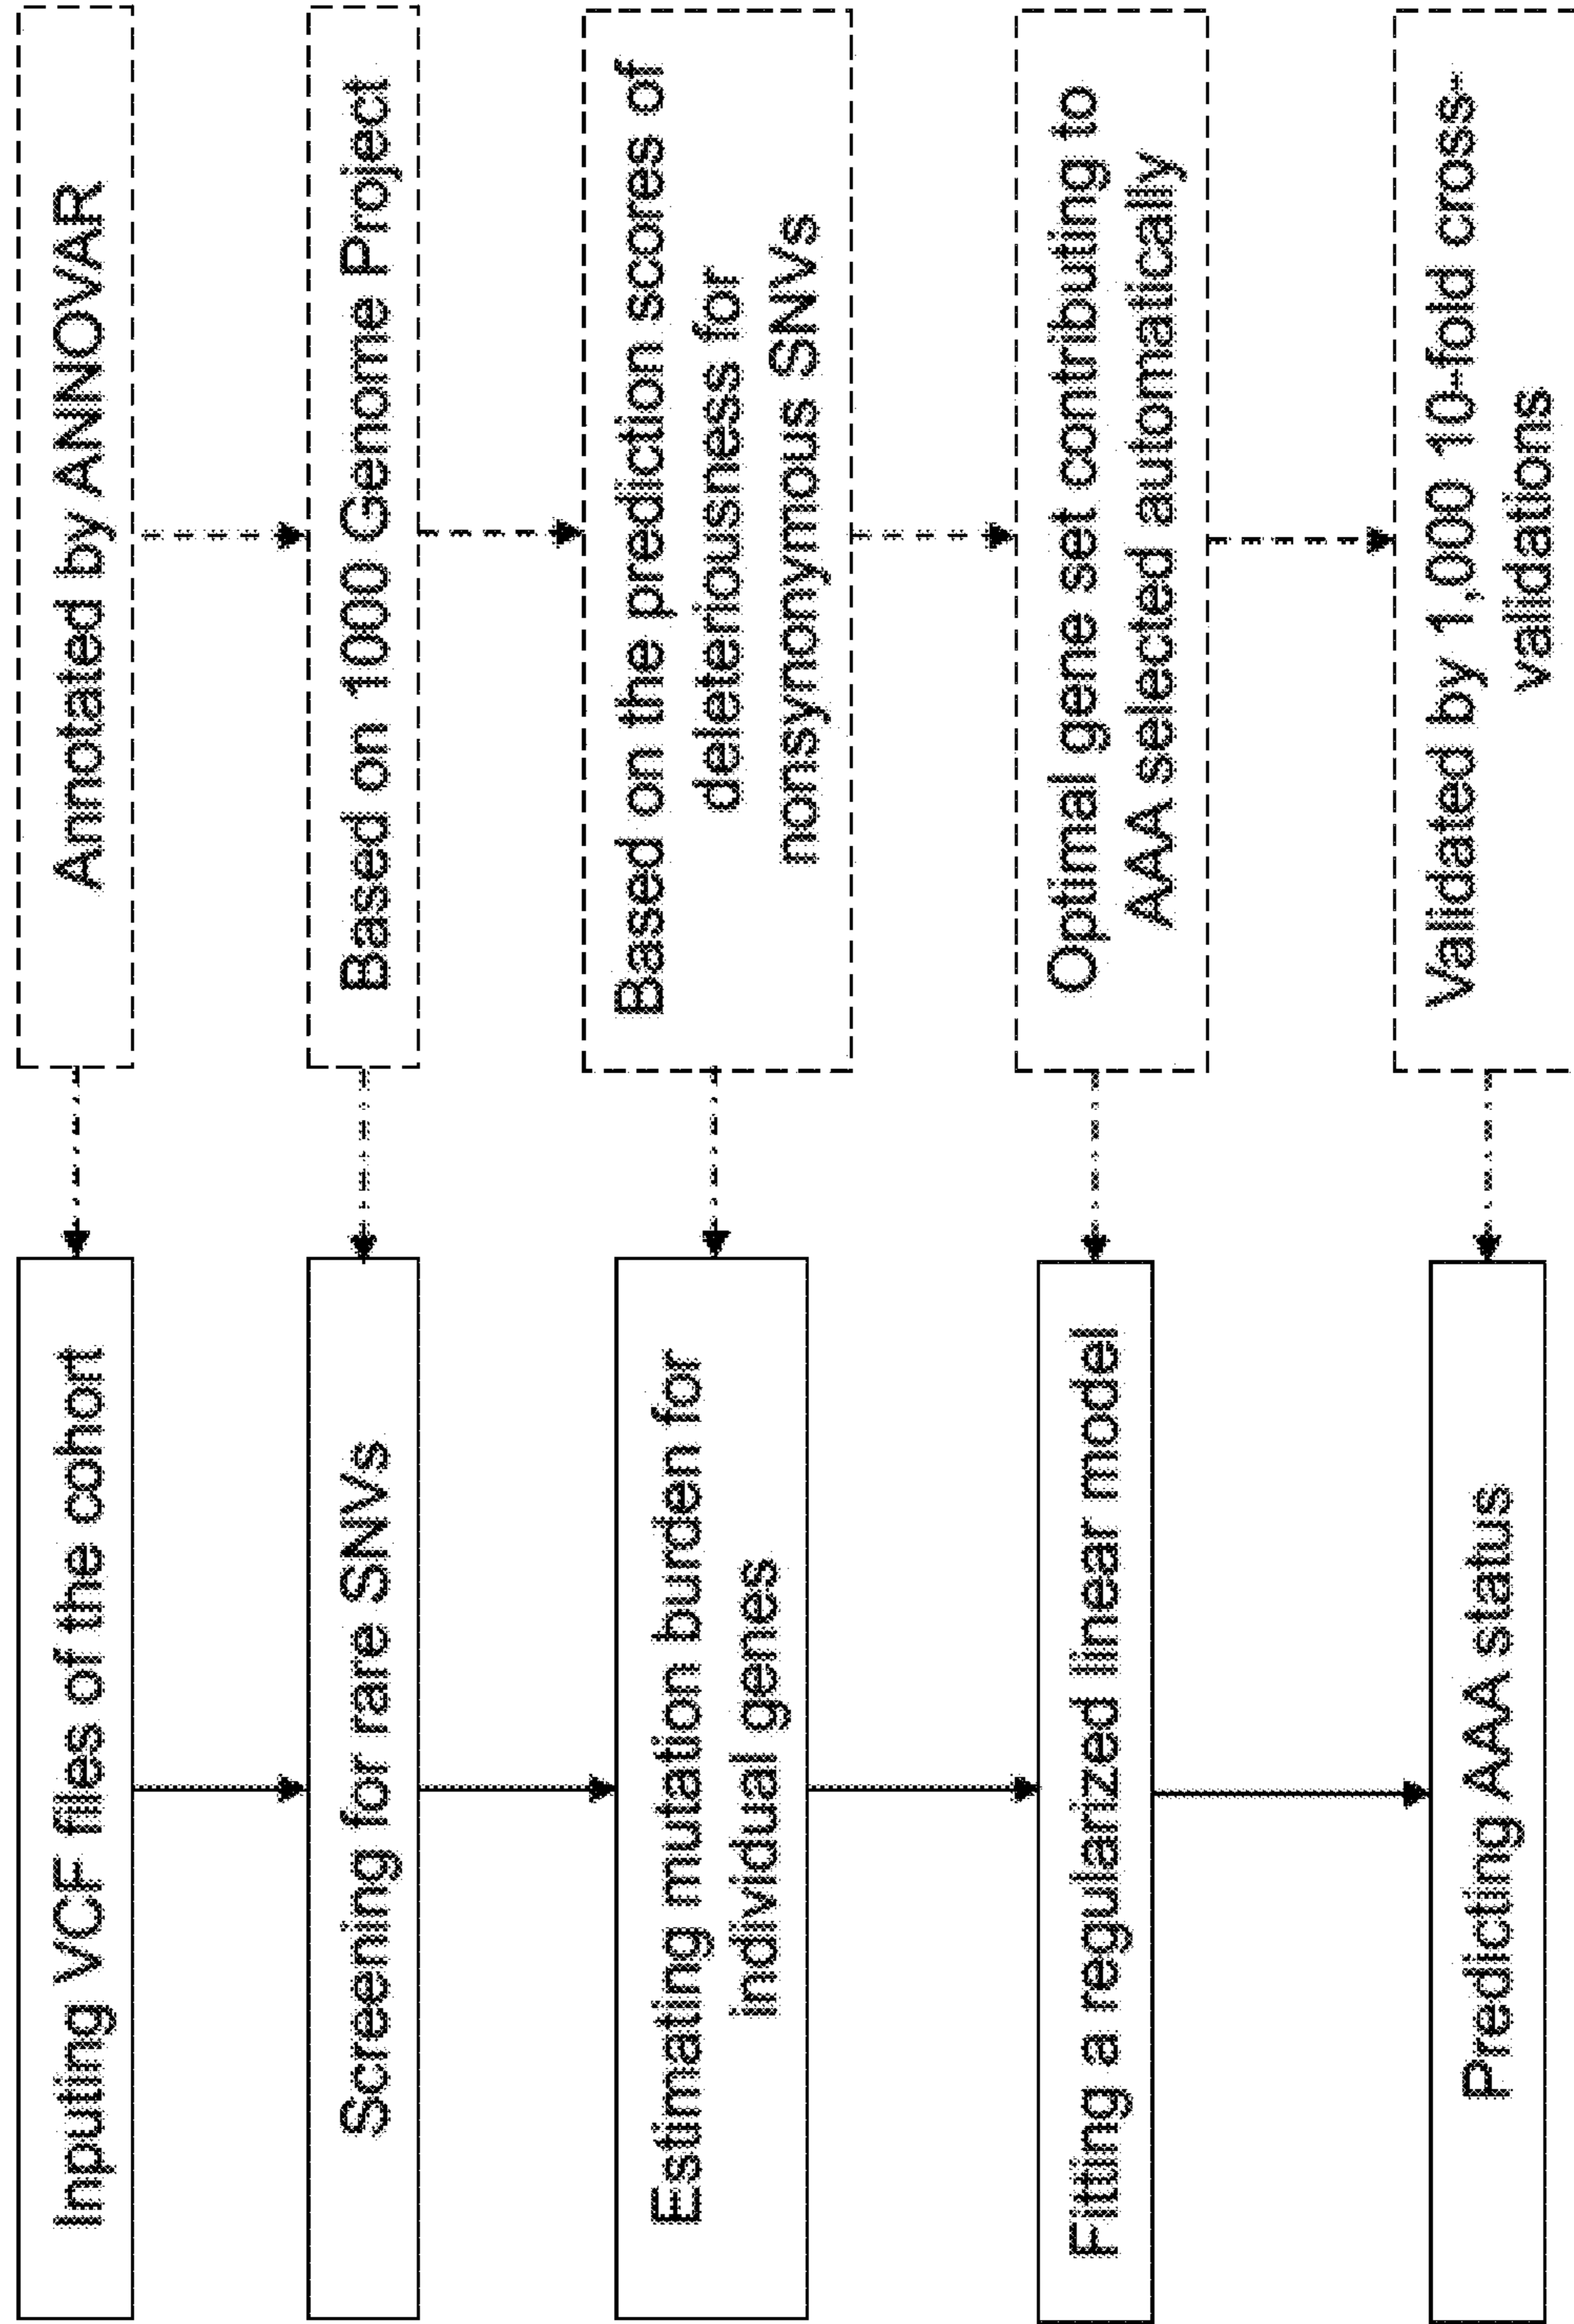 Inputing VCF files of the cohort
Annotated by ANNOVAR
Screening for rare SNVs
Based on 1000 Genome Project
Estimating mutation burden for
individual genes
Based on the prediction scores of
deleteriousness for
nonsynonymous SNVs
Fitting a regularized linear model
Optimal gene set contributing to
AAA selected automatically
Predicting AAA status
Validated by 1,000 10-fold cross-
validations